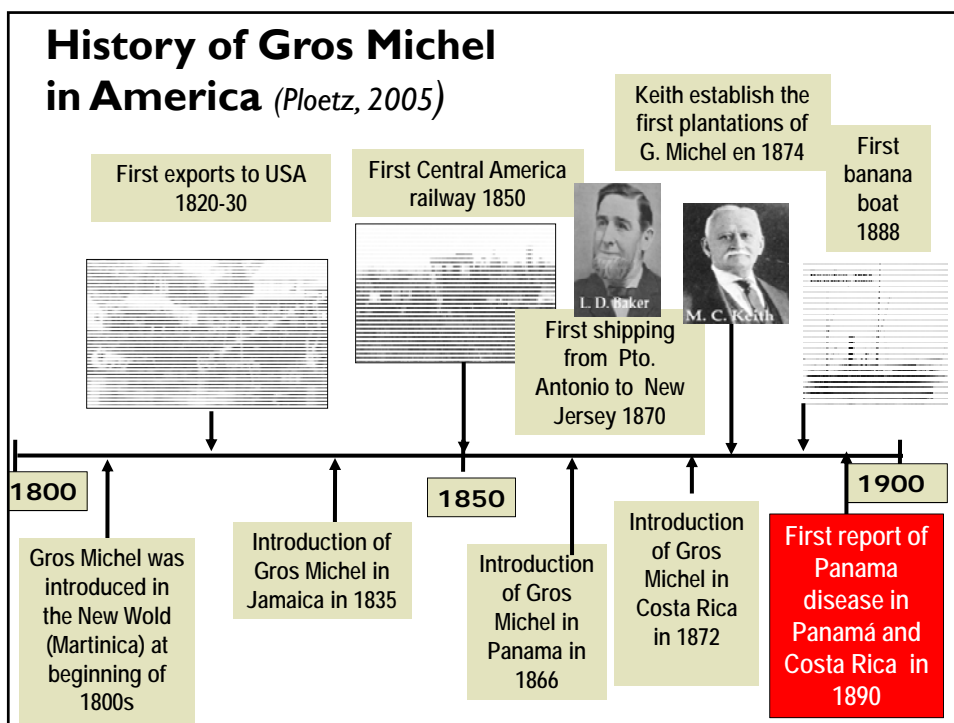 History of Gros Michel
in America (Ploetz, 2005)
First exports to USA
1820-30
First Central America
railway 1850
Keith establish the
first plantations of
G. Michel en 1874
First
banana
boat
1888
L. D. Baker
M. C. Keith
First shipping
from Pto.
Antonio to New
Jersey 1870
1800
1850
1900
Gros Michel was
introduced in
the New Wold
(Martinica) at
beginning of
1800s
Introduction of
Gros Michel in
Jamaica in 1835
Introduction
of Gros
Michel in
Panama in
1866
Introduction
of Gros
Michel in
Costa Rica
in 1872
First report of
Panama
disease in
Panamá and
Costa Rica in
1890